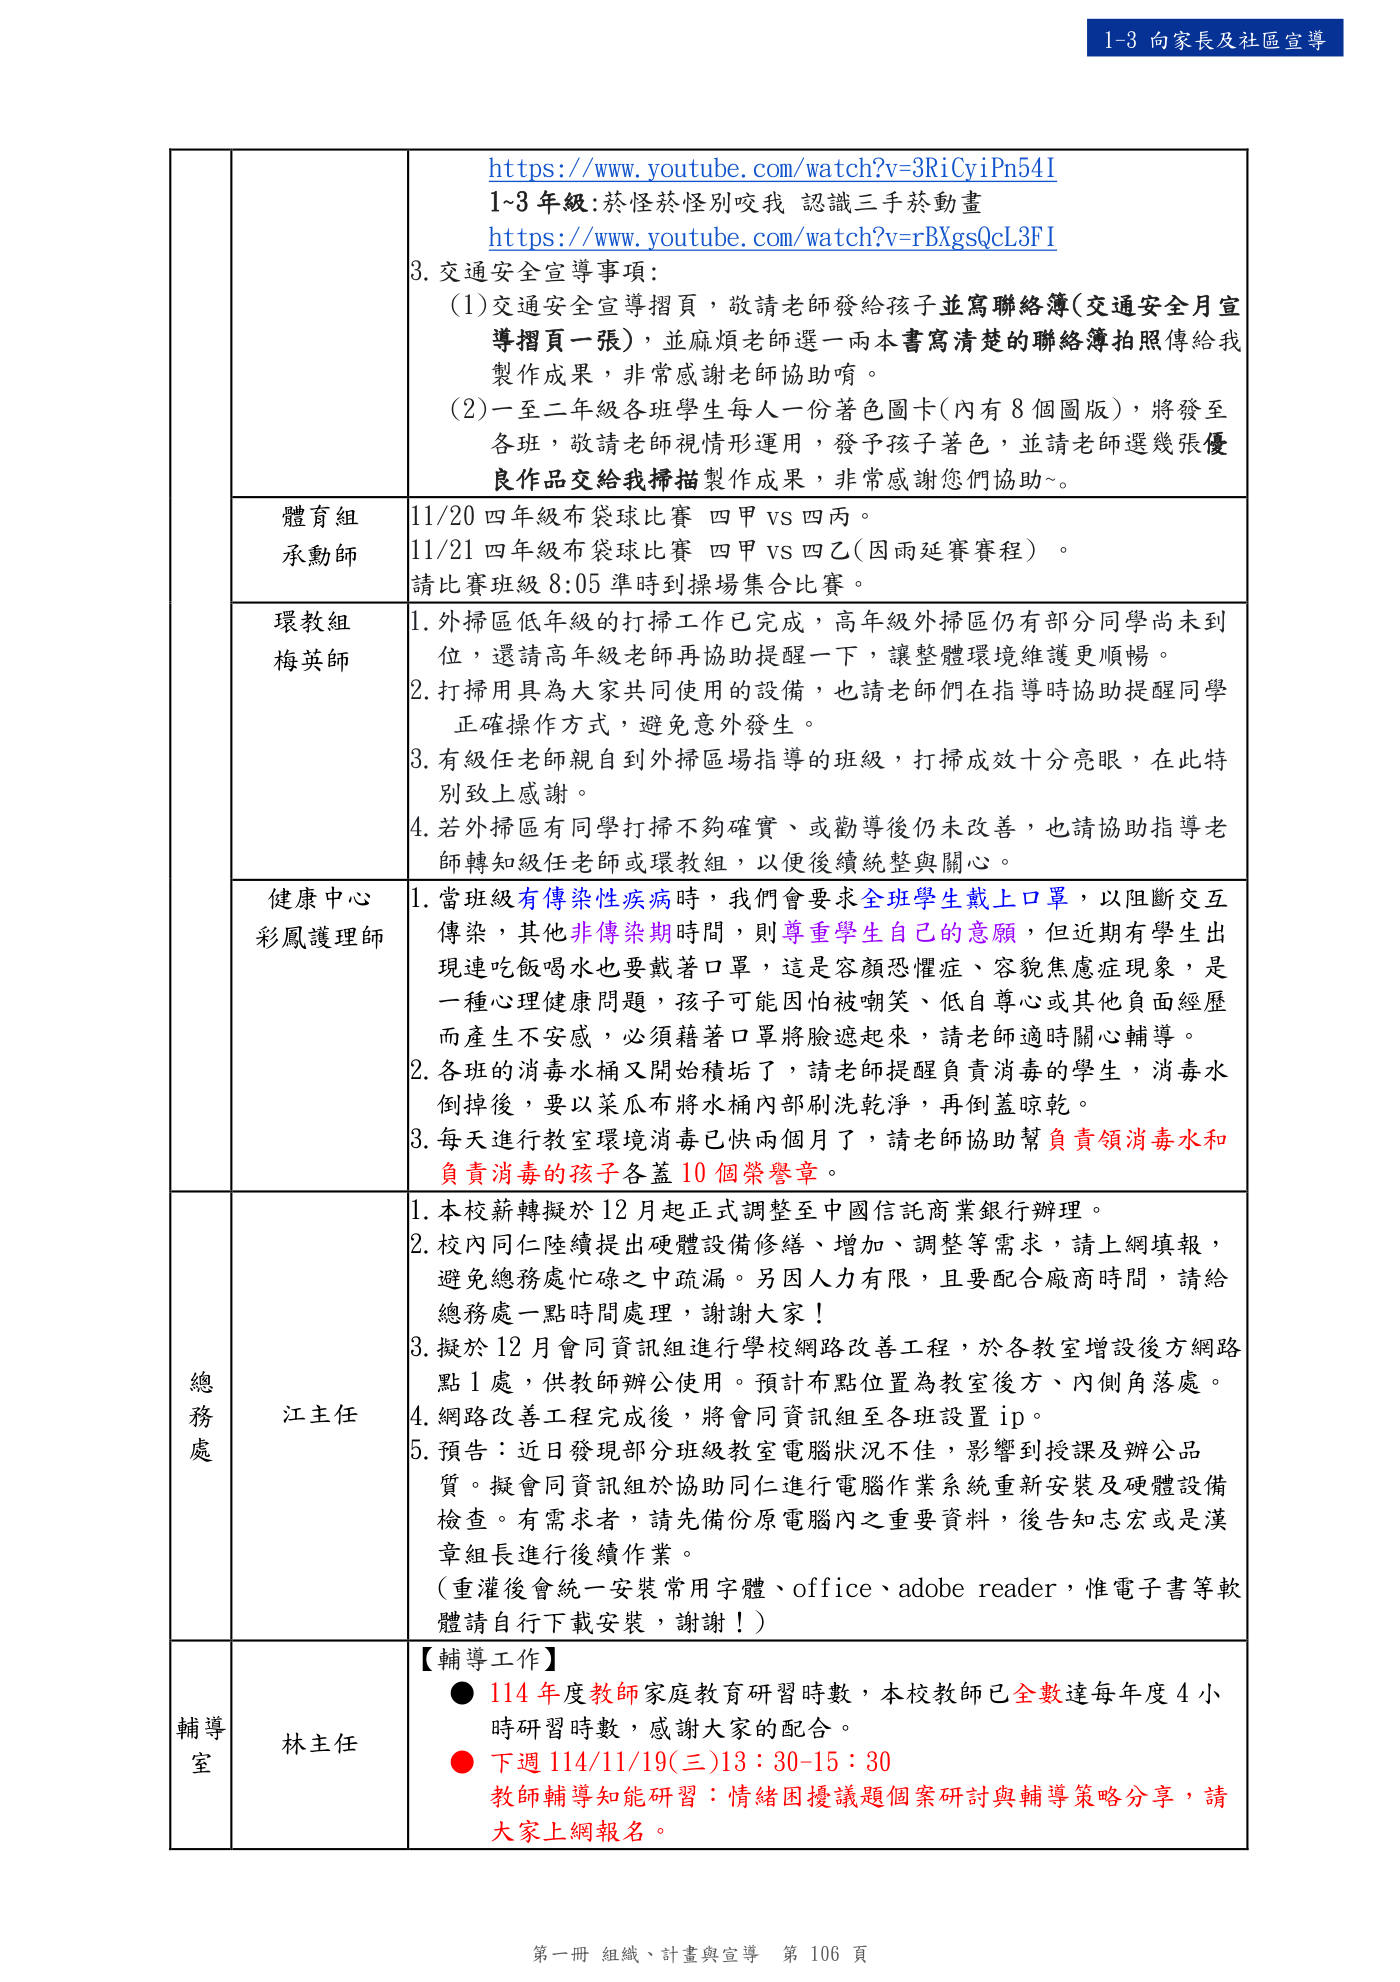 1-3 向家長及社區宣導
https://www.youtube.com/watch?v=3RiCyiPn54I
1~3 年級:菸怪菸怪別咬我 認識三手菸動畫
https://www.youtube.com/watch?v=rBXgsQcL3FI
3.交通安全宣導事項:
(1)交通安全宣導摺頁，敬請老師發給孩子並寫聯絡簿(交通安全月宣
導摺頁一張)，並麻煩老師選一兩本書寫清楚的聯絡簿拍照傳給我
製作成果，非常感謝老師協助唷。
(2)一至二年級各班學生每人一份著色圖卡(內有 8 個圖版)，將發至
各班，敬請老師視情形運用，發予孩子著色，並請老師選幾張優
良作品交給我掃描製作成果，非常感謝您們協助~。
體育組
承勳師
11/20 四年級布袋球比賽 四甲 vs 四丙。
11/21 四年級布袋球比賽 四甲 vs 四乙(因雨延賽賽程) 。
請比賽班級 8:05 準時到操場集合比賽。
環教組
梅英師
1.外掃區低年級的打掃工作已完成，高年級外掃區仍有部分同學尚未到
位，還請高年級老師再協助提醒一下，讓整體環境維護更順暢。
2.打掃用具為大家共同使用的設備，也請老師們在指導時協助提醒同學
正確操作方式，避免意外發生。
3.有級任老師親自到外掃區場指導的班級，打掃成效十分亮眼，在此特
別致上感謝。
4.若外掃區有同學打掃不夠確實、或勸導後仍未改善，也請協助指導老
師轉知級任老師或環教組，以便後續統整與關心。
健康中心
彩鳳護理師
1.當班級有傳染性疾病時，我們會要求全班學生戴上口罩，以阻斷交互
傳染，其他非傳染期時間，則尊重學生自己的意願，但近期有學生出
現連吃飯喝水也要戴著口罩，這是容顏恐懼症、容貌焦慮症現象，是
一種心理健康問題，孩子可能因怕被嘲笑、低自尊心或其他負面經歷
而產生不安感，必須藉著口罩將臉遮起來，請老師適時關心輔導。
2.各班的消毒水桶又開始積垢了，請老師提醒負責消毒的學生，消毒水
倒掉後，要以菜瓜布將水桶內部刷洗乾淨，再倒蓋晾乾。
3.每天進行教室環境消毒已快兩個月了，請老師協助幫負責領消毒水和
負責消毒的孩子各蓋 10 個榮譽章。
總
務
處
江主任
1.本校薪轉擬於 12 月起正式調整至中國信託商業銀行辦理。
2.校內同仁陸續提出硬體設備修繕、增加、調整等需求，請上網填報，
避免總務處忙碌之中疏漏。另因人力有限，且要配合廠商時間，請給
總務處一點時間處理，謝謝大家！
3.擬於 12 月會同資訊組進行學校網路改善工程，於各教室增設後方網路
點 1 處，供教師辦公使用。預計布點位置為教室後方、內側角落處。
4.網路改善工程完成後，將會同資訊組至各班設置 ip。
5.預告：近日發現部分班級教室電腦狀況不佳，影響到授課及辦公品
質。擬會同資訊組於協助同仁進行電腦作業系統重新安裝及硬體設備
檢查。有需求者，請先備份原電腦內之重要資料，後告知志宏或是漢
章組長進行後續作業。
(重灌後會統一安裝常用字體、office、adobe reader，惟電子書等軟
體請自行下載安裝，謝謝！)
輔導
室
林主任
【輔導工作】
● 114 年度教師家庭教育研習時數，本校教師已全數達每年度 4 小
時研習時數，感謝大家的配合。
● 下週 114/11/19(三)13：30-15：30
教師輔導知能研習：情緒困擾議題個案研討與輔導策略分享，請
大家上網報名。
第一冊 組織、計畫與宣導 第 106 頁